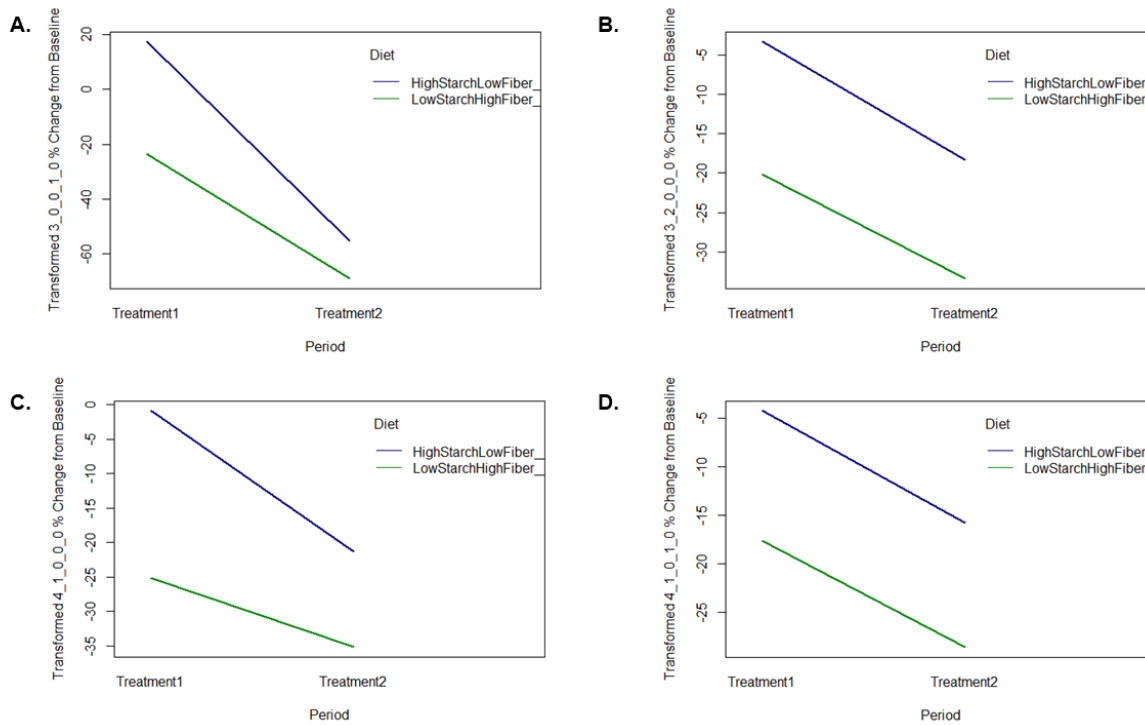 A.
Transformed 3_0_0_1_0 % Change from Baseline
20
0
-20
-40
-60
Diet
HighStarchLowFiber_
LowStarchHighFiber_
Treatment1
Treatment2
Period
B.
Transformed 3_2_0_0_0 % Change from Baseline
-5
-10
-15
-20
-25
-30
Diet
HighStarchLowFiber
LowStarchHighFiber
Treatment1
Treatment2
Period
C.
Transformed 4_1_0_0_0 % Change from Baseline
0
-5
-10
-15
-20
-25
-30
-35
Diet
HighStarchLowFiber_
LowStarchHighFiber_
Treatment1
Treatment2
Period
D.
Transformed 4_1_0_1_0 % Change from Baseline
-5
-10
-15
-20
-25
Diet
HighStarchLowFiber
LowStarchHighFiber
Treatment1
Treatment2
Period